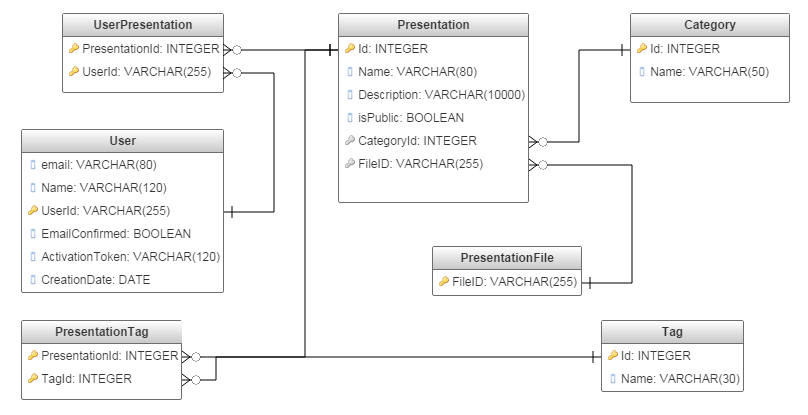 UserPresentation
PresentationId: INTEGER
UserId: VARCHAR(255)
Presentation
Id: INTEGER
Name: VARCHAR(80)
Description: VARCHAR(10000)
isPublic: BOOLEAN
CategoryId: INTEGER
FileID: VARCHAR(255)
Category
Id: INTEGER
Name: VARCHAR(50)
User
email: VARCHAR(80)
Name: VARCHAR(120)
UserId: VARCHAR(255)
EmailConfirmed: BOOLEAN
ActivationToken: VARCHAR(120)
CreationDate: DATE
PresentationFile
FileID: VARCHAR(255)
PresentationTag
PresentationId: INTEGER
TagId: INTEGER
Tag
Id: INTEGER
Name: VARCHAR(30)